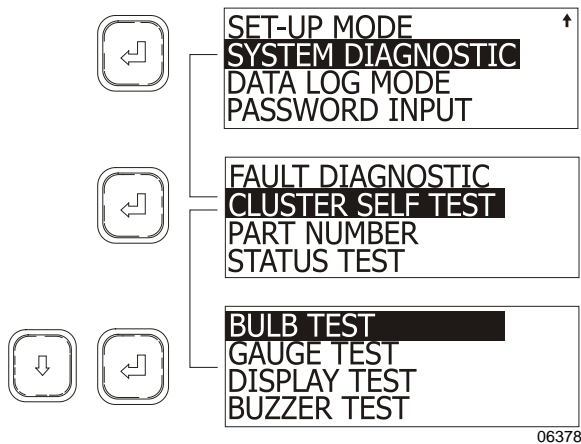 SET-UP MODE
SYSTEM DIAGNOSTIC
DATA LOG MODE
PASSWORD INPUT
FAULT DIAGNOSTIC
CLUSTER SELF TEST
PART NUMBER
STATUS TEST
BULB TEST
GAUGE TEST
DISPLAY TEST
BUZZER TEST
06378